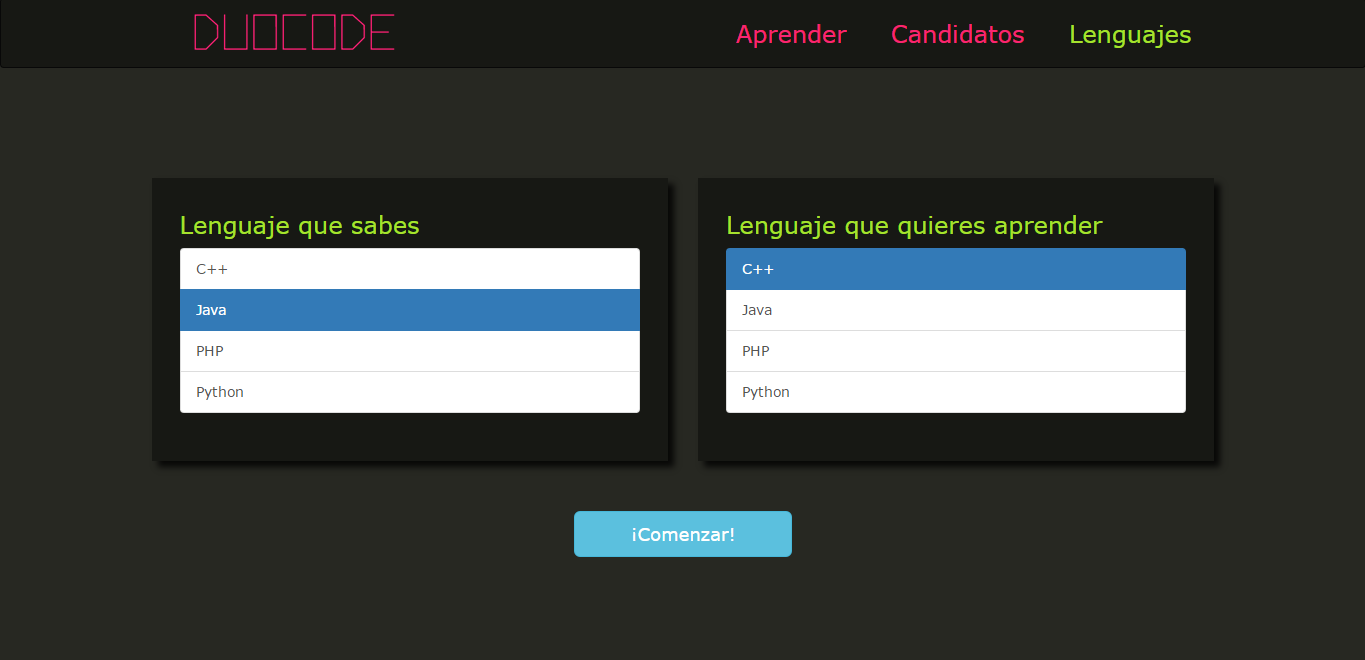 DUOCODE
Aprender Candidatos Lenguajes
Lenguaje que sabes
C++
Java
PHP
Python
Lenguaje que quieres aprender
C++
Java
PHP
Python
¡Comenzar!